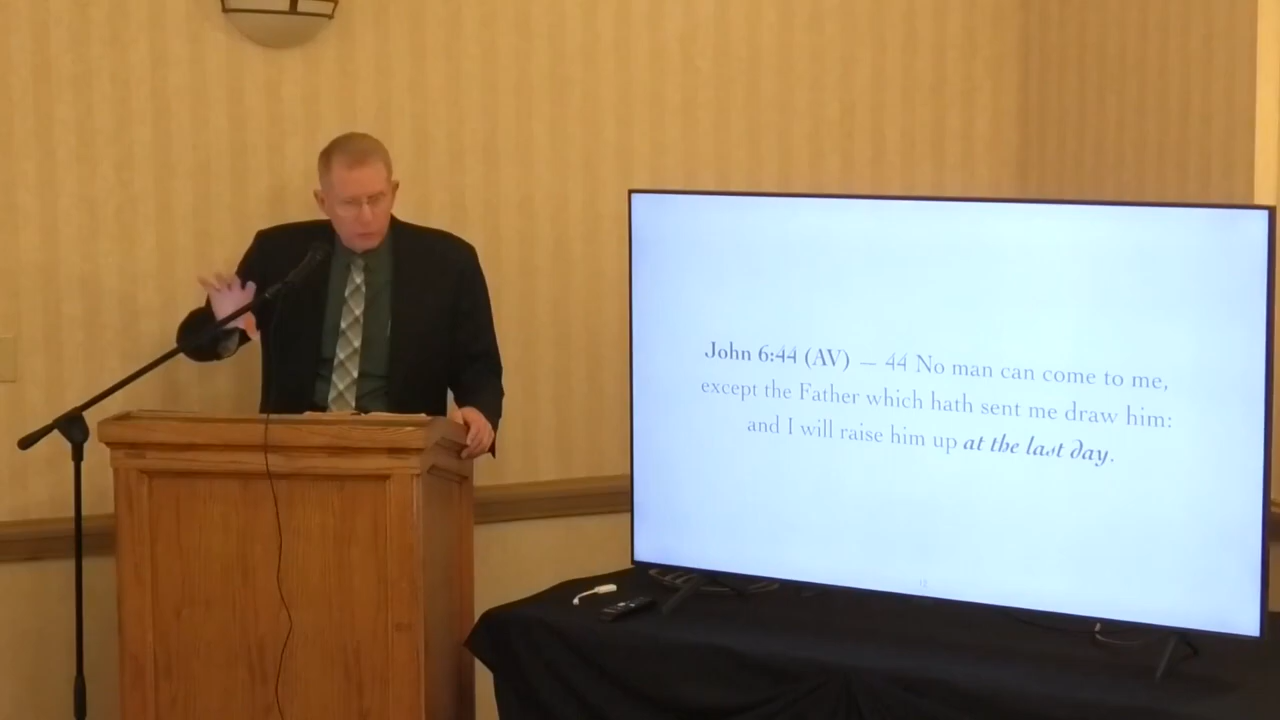 John 6:44 (AV) – 44 No man can come to me,
except the Father which hath sent me draw him:
and I will raise him up at the last day.